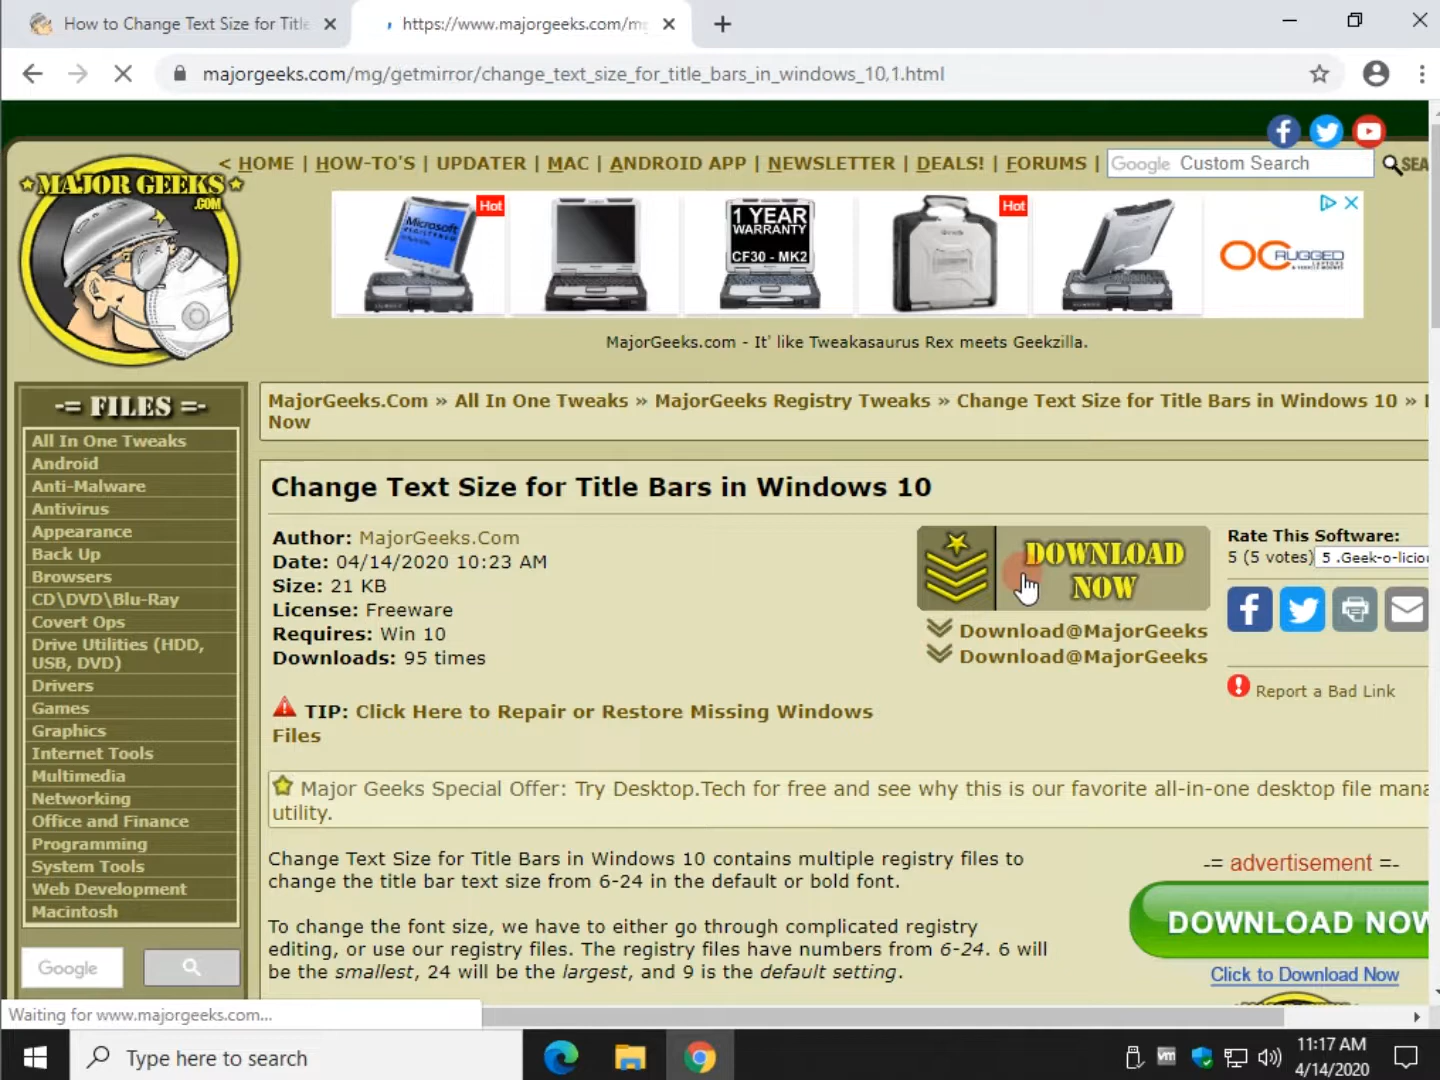 How to Change Text Size for Title
https://www.majorgeeks.com/mg
majorgeeks.com/mg/getmirror/change_text_size_for_title_bars_in_windows_10,1.html
MAJOR GEEKS
.COM
< HOME | HOW-TO'S | UPDATER | MAC | ANDROID APP | NEWSLETTER | DEALS! | FORUMS |
Google Custom Search
SEA
Hot
Microsoft
REGISTERED
1 YEAR
WARRANTY
CF30 - MK2
Hot
OCRUGGED
MajorGeeks.com - It' like Tweakasaurus Rex meets Geekzilla.
-= FILES =-
All In One Tweaks
Android
Anti-Malware
Antivirus
Appearance
Back Up
Browsers
CD\DVD\Blu-Ray
Covert Ops
Drive Utilities (HDD,
USB, DVD)
Drivers
Games
Graphics
Internet Tools
Multimedia
Networking
Office and Finance
Programming
System Tools
Web Development
Macintosh
Google
MajorGeeks.Com » All In One Tweaks » MajorGeeks Registry Tweaks » Change Text Size for Title Bars in Windows 10 »
Now
Change Text Size for Title Bars in Windows 10
Author: MajorGeeks.Com
Date: 04/14/2020 10:23 AM
Size: 21 KB
License: Freeware
Requires: Win 10
Downloads: 95 times
DOWNLOAD
NOW
Download@MajorGeeks
Download@MajorGeeks
Rate This Software:
5 (5 votes) 5 .Geek-o-liciou
Report a Bad Link
TIP: Click Here to Repair or Restore Missing Windows
Files
Major Geeks Special Offer: Try Desktop.Tech for free and see why this is our favorite all-in-one desktop file mana
utility.
Change Text Size for Title Bars in Windows 10 contains multiple registry files to
change the title bar text size from 6-24 in the default or bold font.
To change the font size, we have to either go through complicated registry
editing, or use our registry files. The registry files have numbers from 6-24. 6 will
be the smallest, 24 will be the largest, and 9 is the default setting.
-= advertisement =-
DOWNLOAD NOW
Click to Download Now
Waiting for www.majorgeeks.com...
Type here to search
vm
11:17 AM
4/14/2020